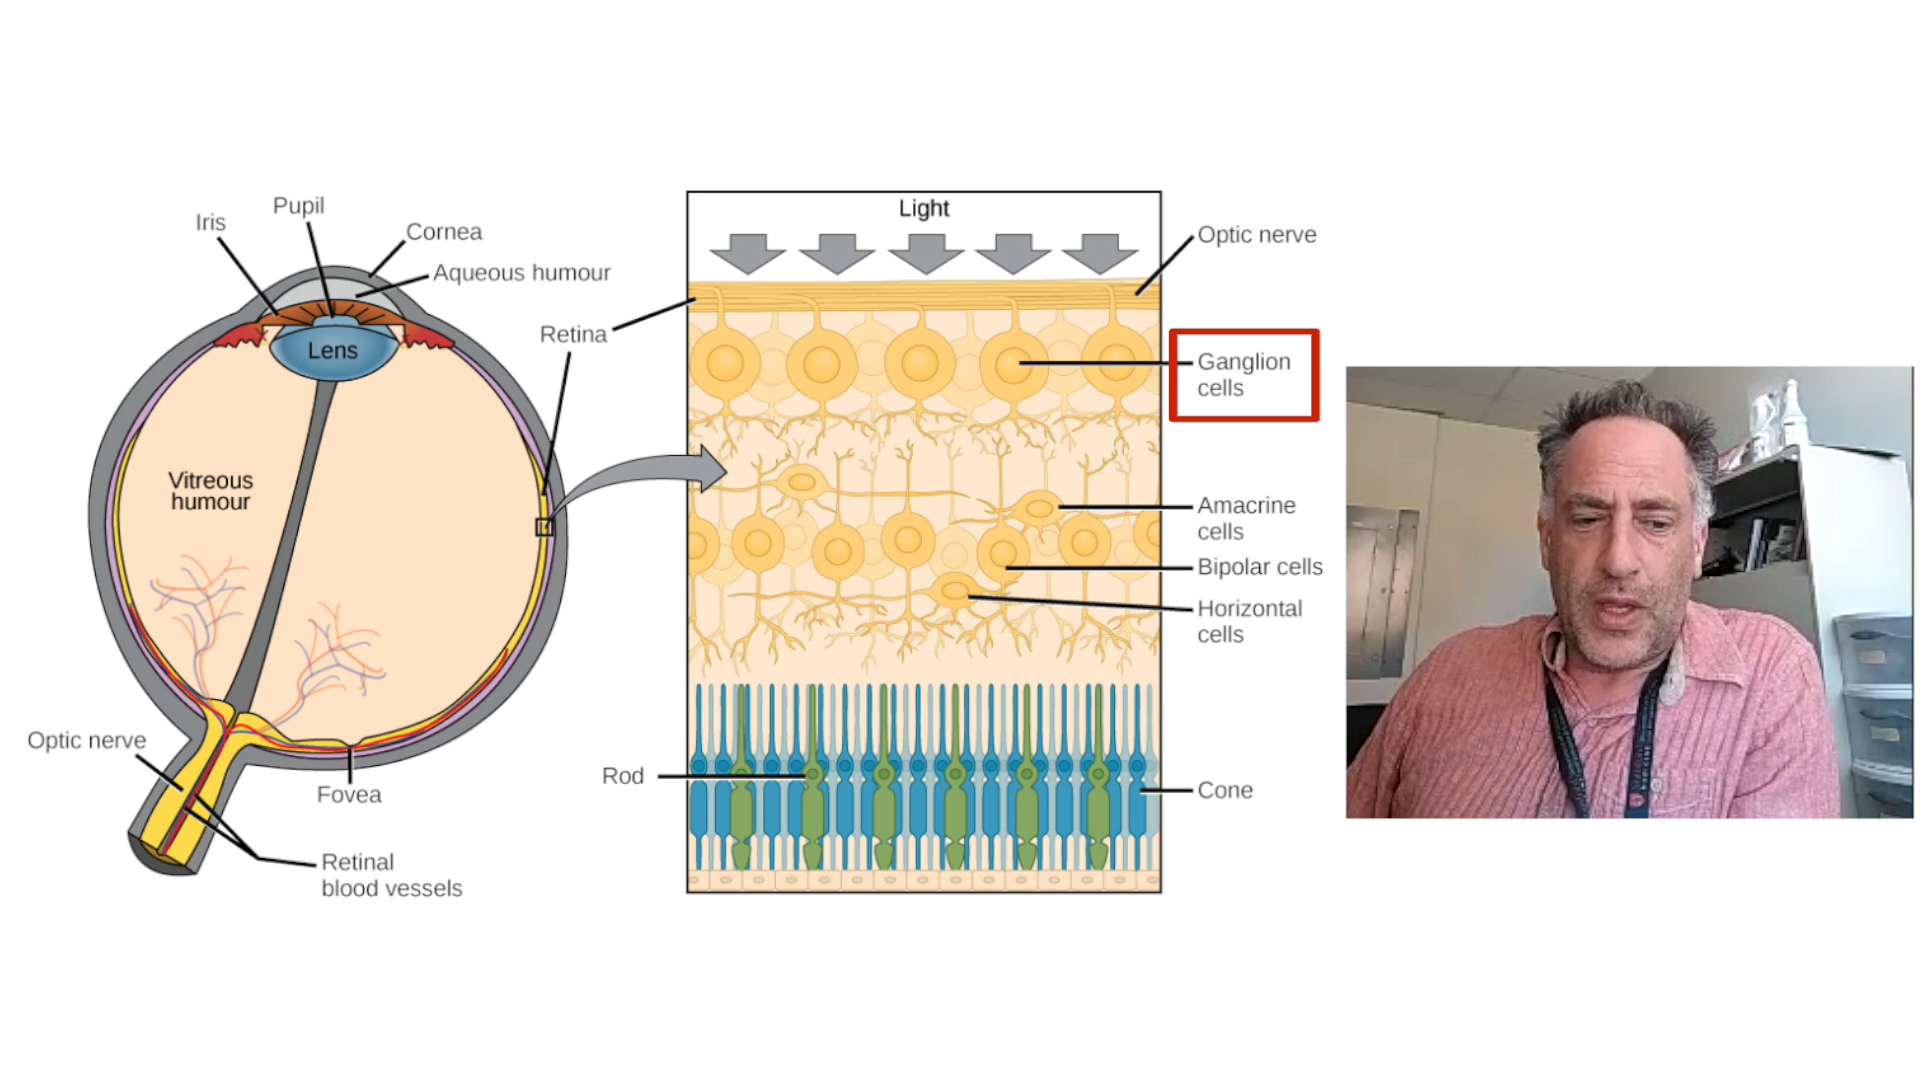 Pupil
Iris
Cornea
Aqueous humour
Retina
Lens
Vitreous
humour
Optic nerve
Fovea
Retinal
blood vessels
Light
Optic nerve
Ganglion
cells
Amacrine
cells
Bipolar cells
Horizontal
cells
Rod
Cone